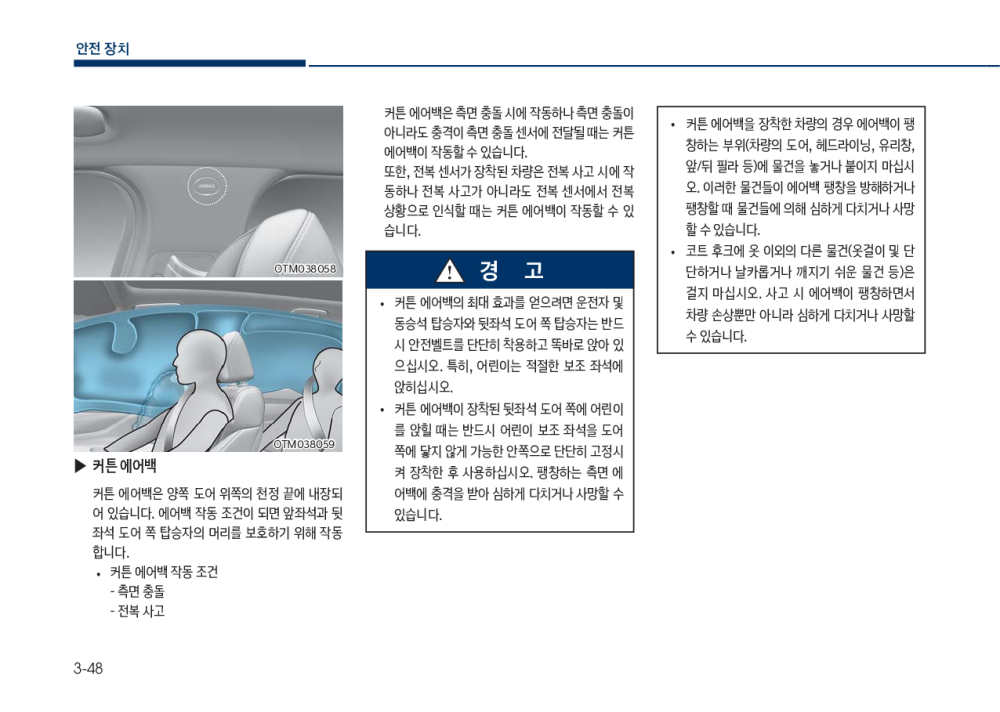 안전 장치
AIRBAG
OTM038058
OTM038059
▶ 커튼 에어백
커튼 에어백은 양쪽 도어 위쪽의 천정 끝에 내장되
어 있습니다. 에어백 작동 조건이 되면 앞좌석과 뒷
좌석 도어 쪽 탑승자의 머리를 보호하기 위해 작동
합니다.
• 커튼 에어백 작동 조건
- 측면 충돌
- 전복 사고
커튼 에어백은 측면 충돌 시에 작동하나 측면 충돌이
아니라도 충격이 측면 충돌 센서에 전달될 때는 커튼
에어백이 작동할 수 있습니다.
또한, 전복 센서가 장착된 차량은 전복 사고 시에 작
동하나 전복 사고가 아니라도 전복 센서에서 전복
상황으로 인식할 때는 커튼 에어백이 작동할 수 있
습니다.
경 고
• 커튼 에어백의 최대 효과를 얻으려면 운전자 및
동승석 탑승자와 뒷좌석 도어 쪽 탑승자는 반드
시 안전벨트를 단단히 착용하고 똑바로 앉아 있
으십시오. 특히, 어린이는 적절한 보조 좌석에
앉히십시오.
• 커튼 에어백이 장착된 뒷좌석 도어 쪽에 어린이
를 앉힐 때는 반드시 어린이 보조 좌석을 도어
쪽에 닿지 않게 가능한 안쪽으로 단단히 고정시
켜 장착한 후 사용하십시오. 팽창하는 측면 에
어백에 충격을 받아 심하게 다치거나 사망할 수
있습니다.
• 커튼 에어백을 장착한 차량의 경우 에어백이 팽
창하는 부위(차량의 도어, 헤드라이닝, 유리창,
앞/뒤 필라 등)에 물건을 놓거나 붙이지 마십시
오. 이러한 물건들이 에어백 팽창을 방해하거나
팽창할 때 물건들에 의해 심하게 다치거나 사망
할 수 있습니다.
• 코트 후크에 옷 이외의 다른 물건(옷걸이 및 단
단하거나 날카롭거나 깨지기 쉬운 물건 등)은
걸지 마십시오. 사고 시 에어백이 팽창하면서
차량 손상뿐만 아니라 심하게 다치거나 사망할
수 있습니다.
3-48